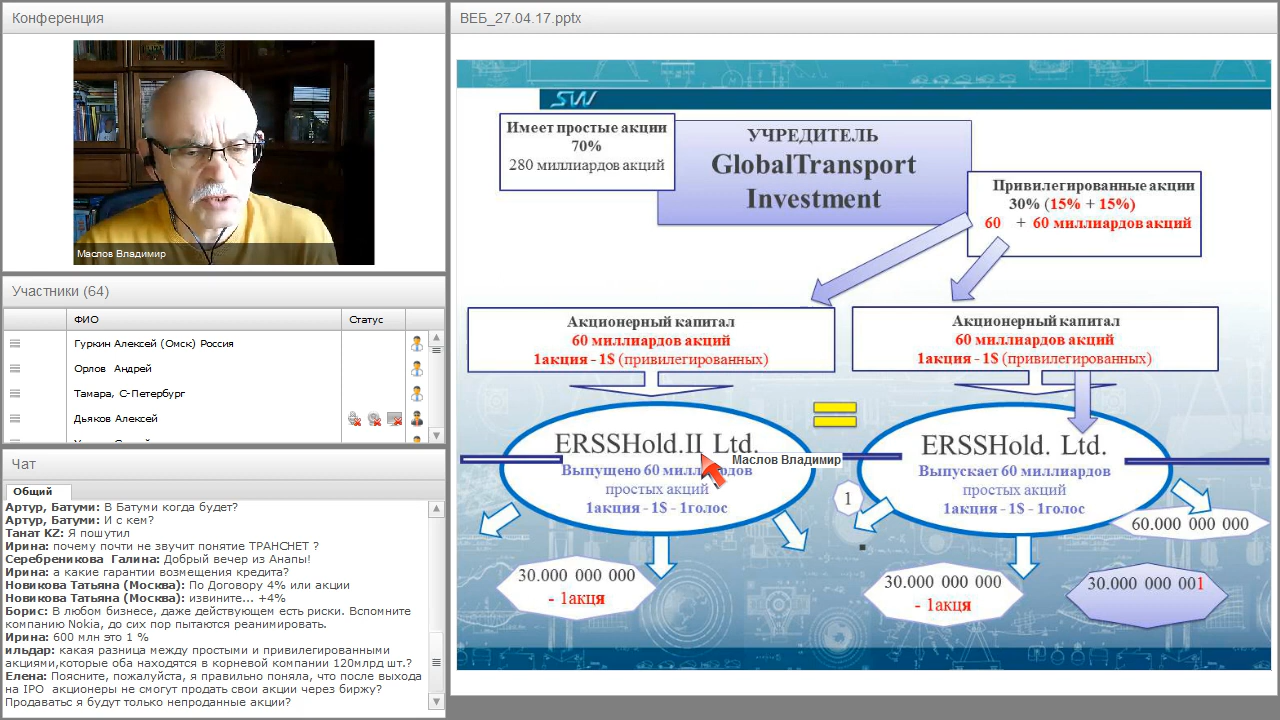 Конференция
Маслов Владимир
Участники (64)
ФИО
Статус
Гуркин Алексей (Омск) Россия
Орлов Андрей
Тамара, С-Петербург
Дьяков Алексей
Чат
Общий
Артур, Батуми: В Батуми когда будет?
Артур, Батуми: И с кем?
Танат KZ: Я пошутил
Ирина: почему почти не звучит понятие ТРАНСНЕТ ?
Серебреникова Галина: Добрый вечер из Анапы!
Ирина: а какие гарантии возмещения кредита?
Новикова Татьяна (Москва): По Договору 4% или акции
Новикова Татьяна (Москва): извините... +4%
Борис: В любом бизнесе, даже действующем есть риски. Вспомните
компанию Nokia, до сих пор пытаются реанимировать.
Ирина: 600 млн это 1 %
ильдар: какая разница между простыми и привилегированными
акциями,которые оба находятся в корневой компании 120млрд шт.?
Елена: Поясните, пожалуйста, я правильно поняла, что после выхода
на IPO акционеры не смогут продать свои акции через биржу?
Продаватьс я будут только непроданные акции?
ВЕБ_27.04.17.pptx
SW
Имеет простые акции
70%
280 миллиардов акций
УЧРЕДИТЕЛЬ
GlobalTransport
Investment
Привилегированные акции
30% (15% + 15%)
60 + 60 миллиардов акций
Акционерный капитал
60 миллиардов акций
1акция - 1$ (привилегированных)
Акционерный капитал
60 миллиардов акций
1акция - 1$ (привилегированных)
ERSSHold.II Ltd.
Маслов Владимир
Выпущено 60 миллиардов
простых акций
1акция - 1$ - 1голос
ERSSHold. Ltd.
Выпускает 60 миллиардов
простых акций
1акция - 1$ - 1голос
1
60.000 000 000
30.000 000 000
- 1акця
30.000 000 000
- 1акця
30.000 000 001